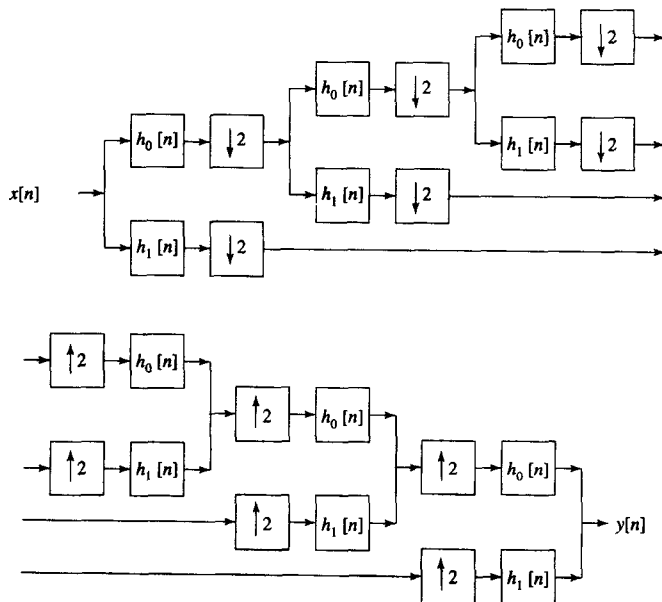 h₀ [n] ↓2
h₀ [n] ↓2
h₀ [n] ↓2 h₁ [n] ↓2
x[n]
h₁ [n] ↓2
h₁ [n] ↓2
↑2 h₀ [n]
↑2 h₀ [n]
↑2 h₁ [n] ↑2 h₀ [n]
↑2 h₁ [n] y[n]
↑2 h₁ [n]